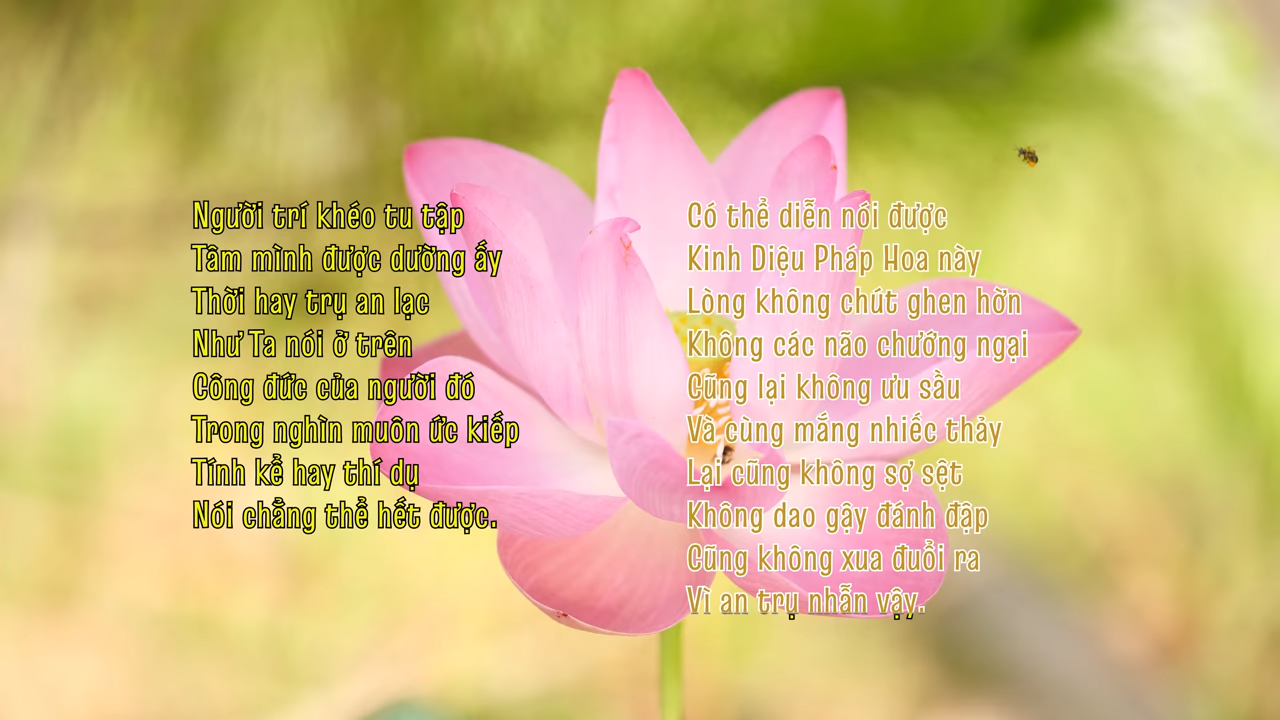 Người trí khéo tu tập
Tâm mình được dường ấy
Thời hay trụ an lạc
Như Ta nói ở trên
Công đức của người đó
Trong nghìn muôn ức kiếp
Tính kể hay thí dụ
Nói chẳng thể hết được.
Có thể diễn nói được
Kinh Diệu Pháp Hoa này
Lòng không chút ghen hờn
Không các não chướng ngại
Cũng lại không ưu sầu
Và cùng mắng nhiếc thảy
Lại cũng không sợ sệt
Không dao gậy đánh đập
Cũng không xua đuổi ra
Vì an trụ nhẫn vậy.